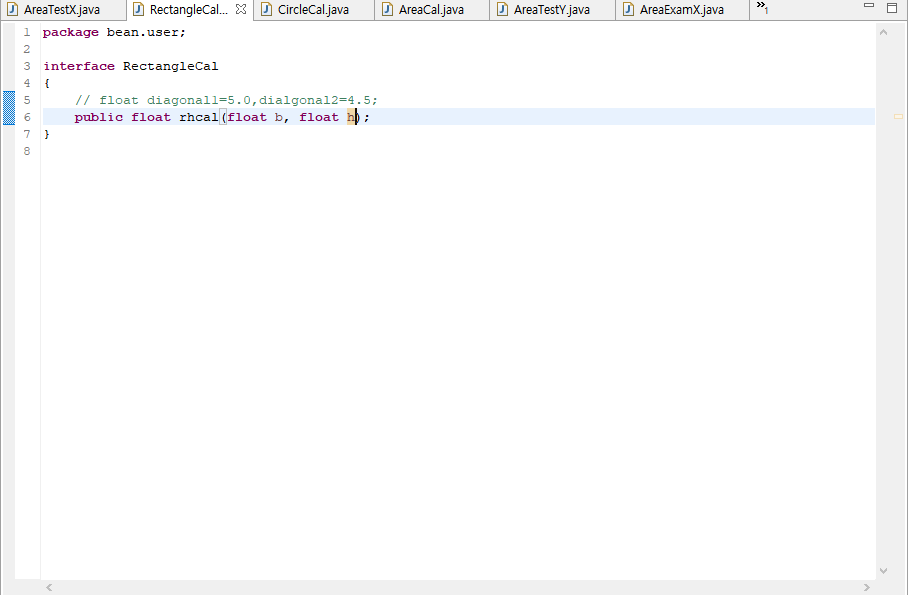 AreaTestX.java RectangleCal... CircleCal.java AreaCal.java AreaTestY.java AreaExamX.java »1
1 package bean.user;
2
3 interface RectangleCal
4 {
5 // float diagonal1=5.0,dialgonal2=4.5;
6 public float rhcal(float b, float h);
7 }
8